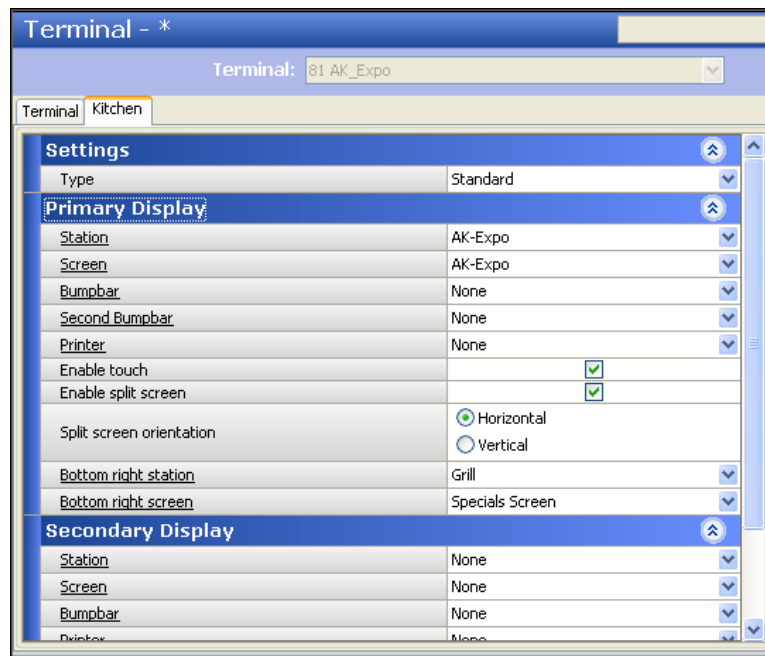 Terminal - *
Terminal: 81 AK_Expo
Terminal Kitchen
Settings
Type Standard
Primary Display
Station AK-Expo
Screen AK-Expo
Bumpbar None
Second Bumpbar None
Printer None
Enable touch
Enable split screen
Split screen orientation Horizontal
Vertical
Bottom right station Grill
Bottom right screen Specials Screen
Secondary Display
Station None
Screen None
Bumpbar None
Printer None